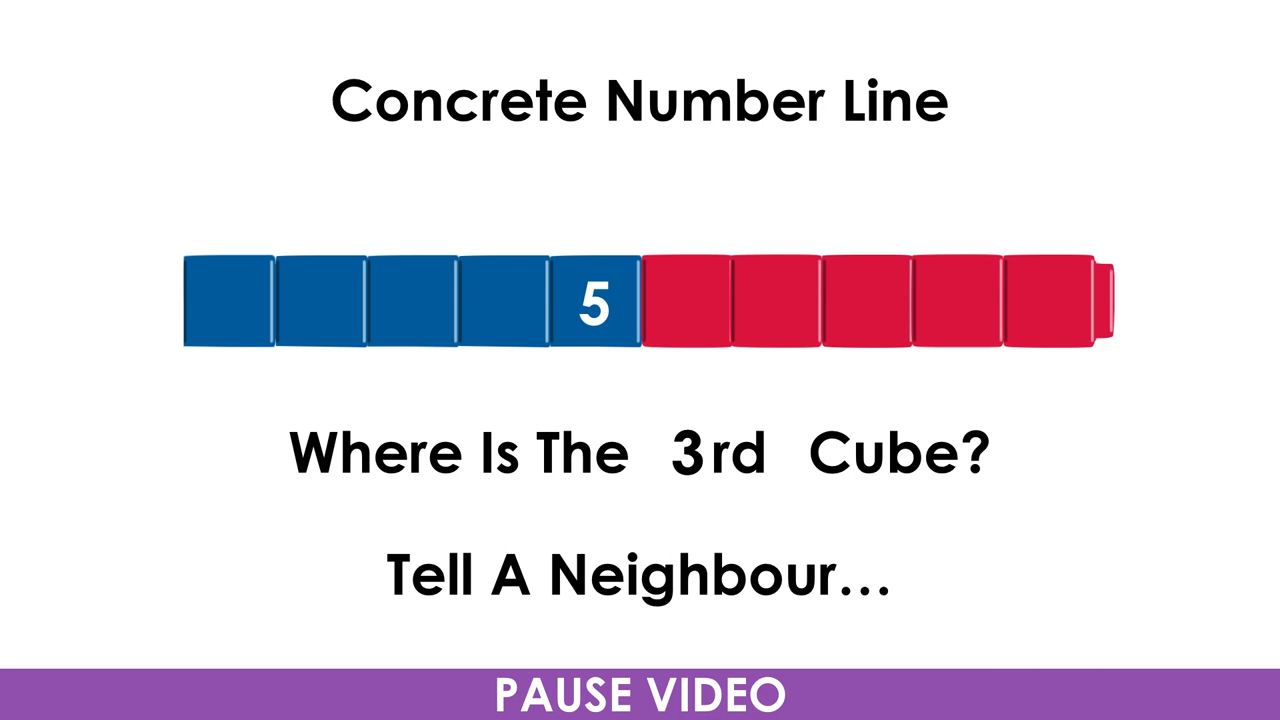 Concrete Number Line
5
Where Is The 3rd Cube?
Tell A Neighbour...
PAUSE VIDEO